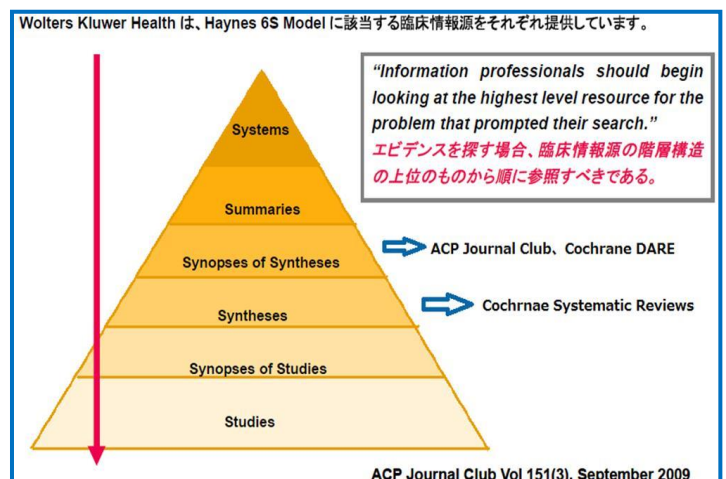 Wolters Kluwer Health は、Haynes 6S Model に該当する臨床情報源をそれぞれ提供しています。
“Information professionals should begin
looking at the highest level resource for the
problem that prompted their search.”
エビデンスを探す場合、臨床情報源の階層構造
の上位のものから順に参照すべきである。
Systems
Summaries
Synopses of Syntheses
ACP Journal Club、Cochrane DARE
Syntheses
Cochrnae Systematic Reviews
Synopses of Studies
Studies
ACP Journal Club Vol 151(3), September 2009